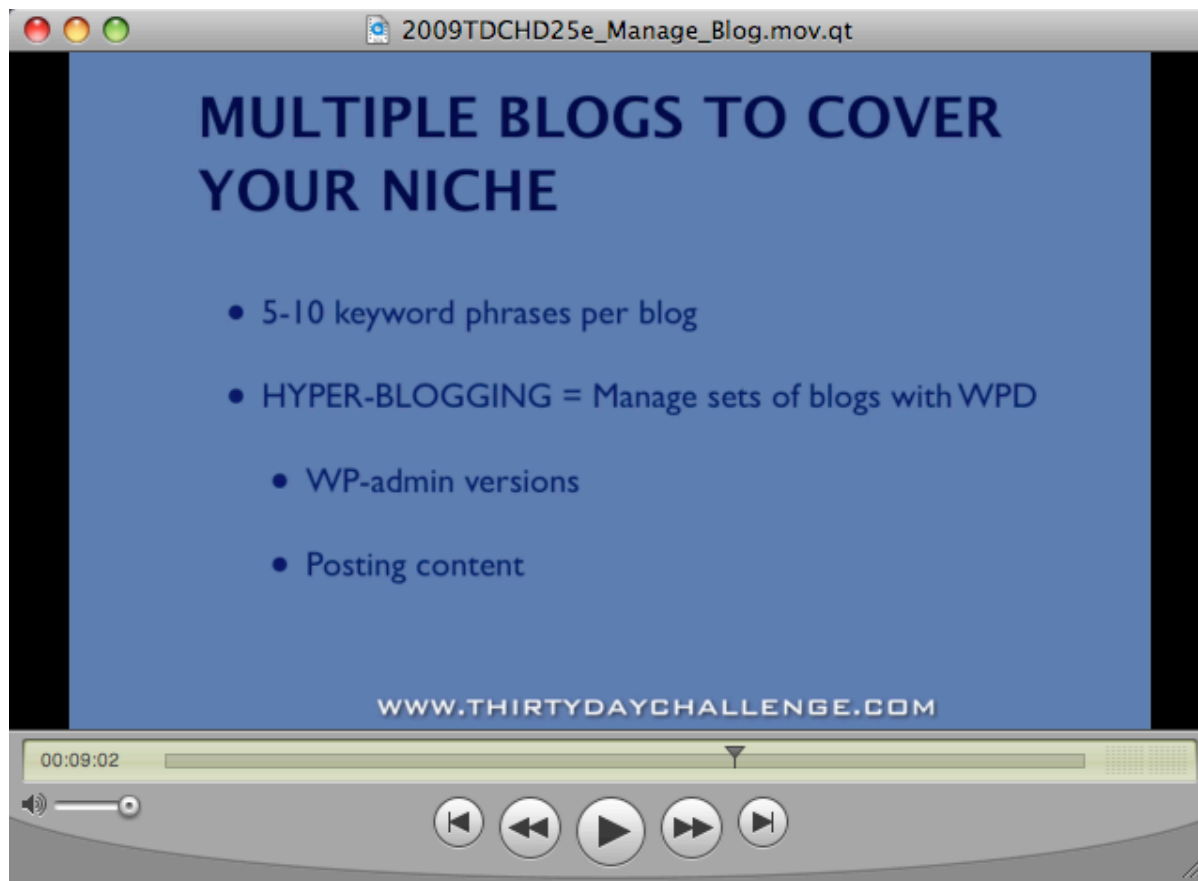 2009TDCHD25e_Manage_Blog.mov.qt
MULTIPLE BLOGS TO COVER
YOUR NICHE
• 5-10 keyword phrases per blog
• HYPER-BLOGGING = Manage sets of blogs with WPD
• WP-admin versions
• Posting content
WWW.THIRTYDAYCHALLENGE.COM
00:09:02